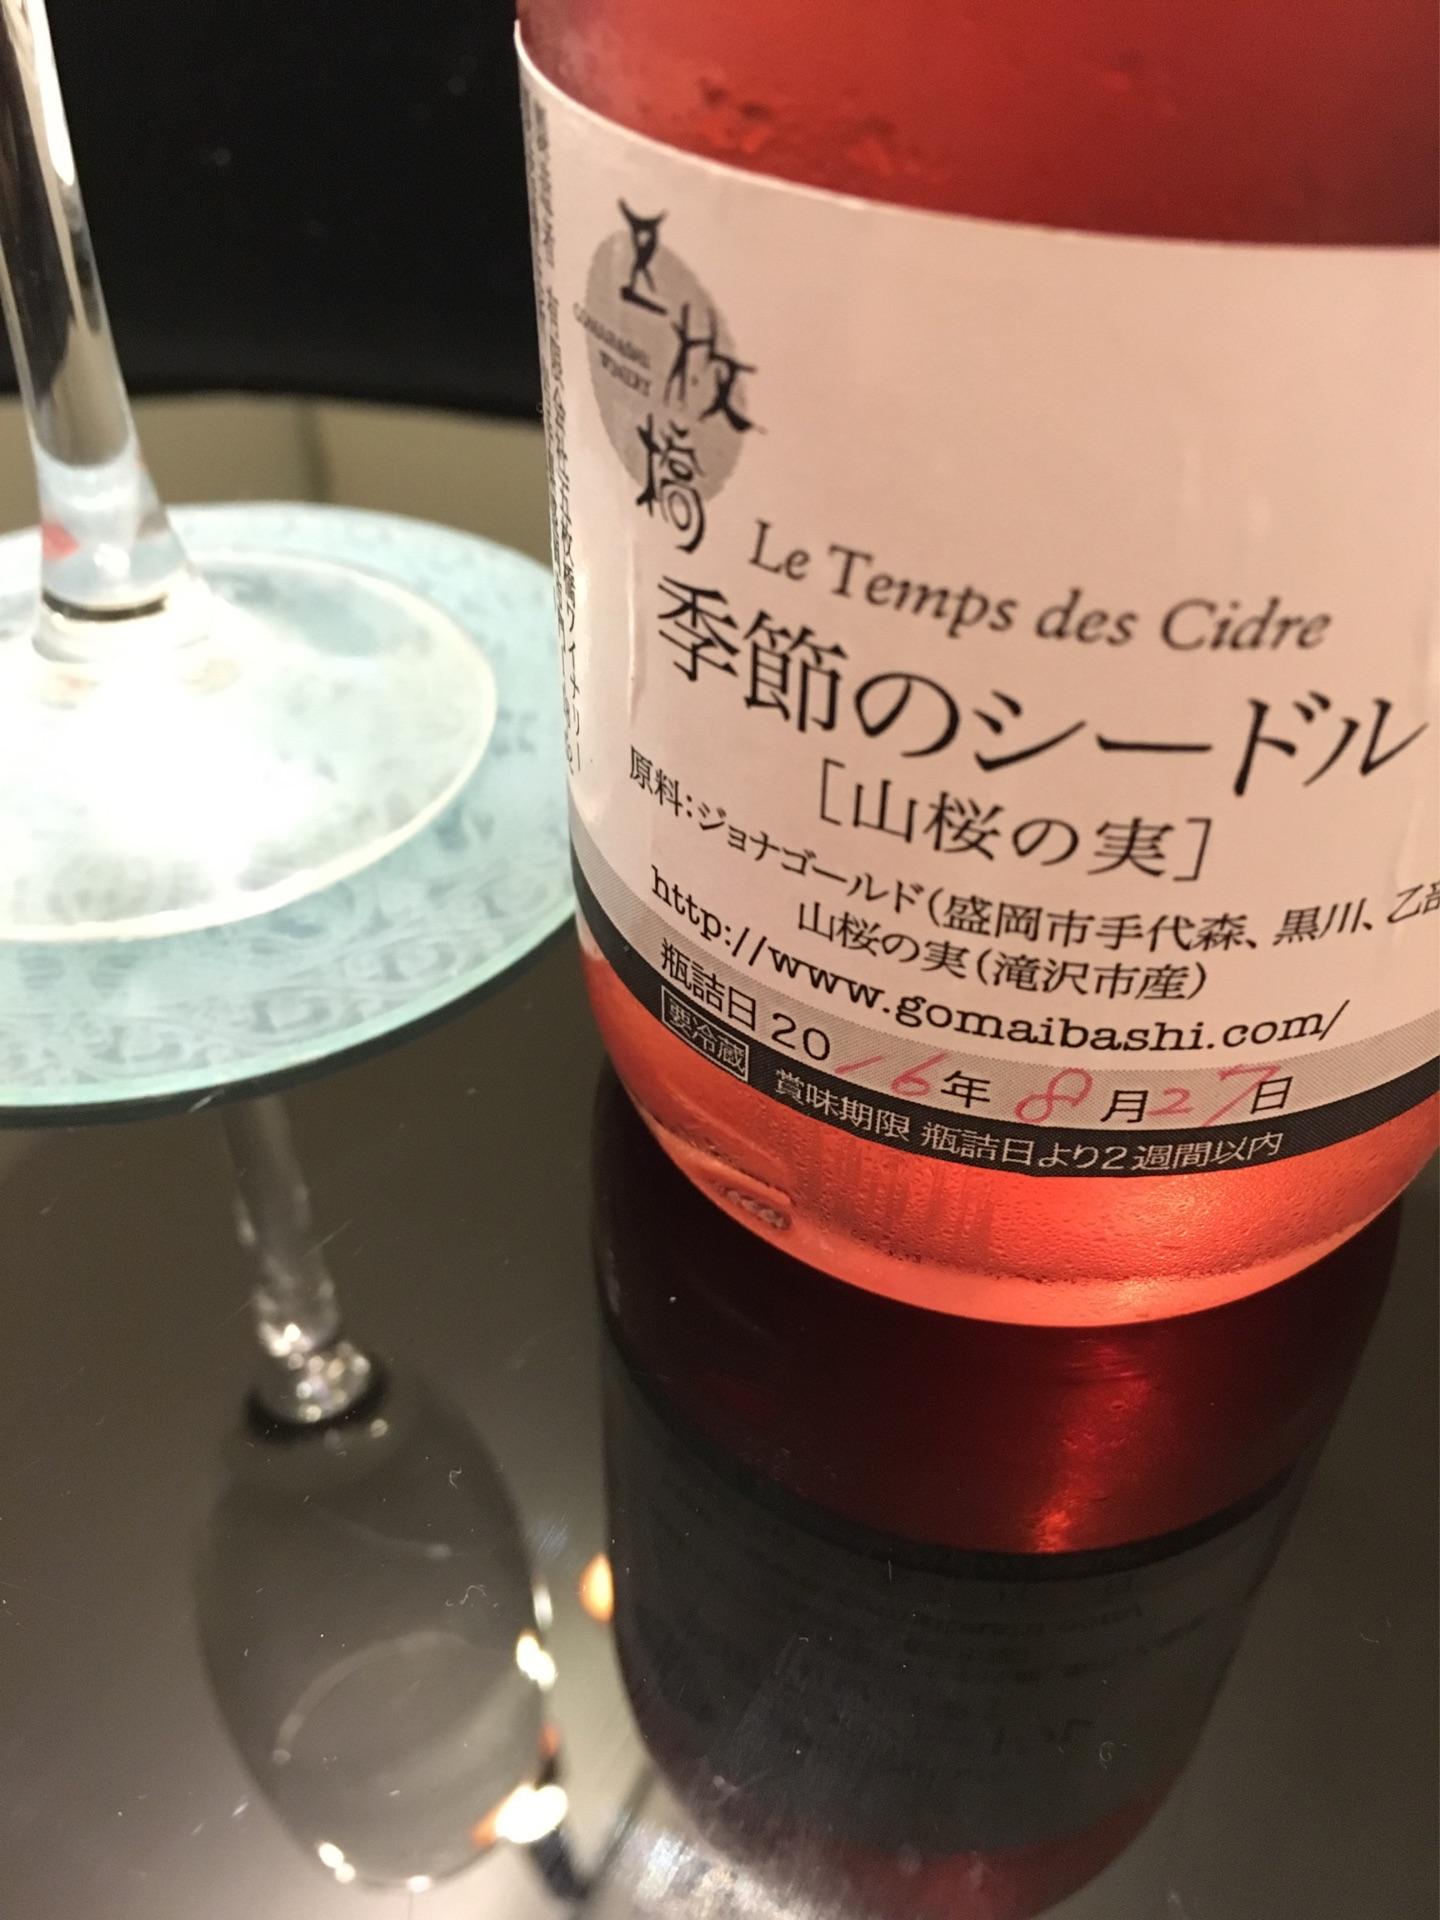 五枚橋
WINERY
Le Temps des Cidre
季節のシードル
［山桜の実］
原料：ジョナゴールド（盛岡市手代森、黒川、乙部
山桜の実（滝沢市産）
http://www.gomaibashi.com/
瓶詰日 2016年8月27日
要冷蔵 賞味期限 瓶詰日より2週間以内